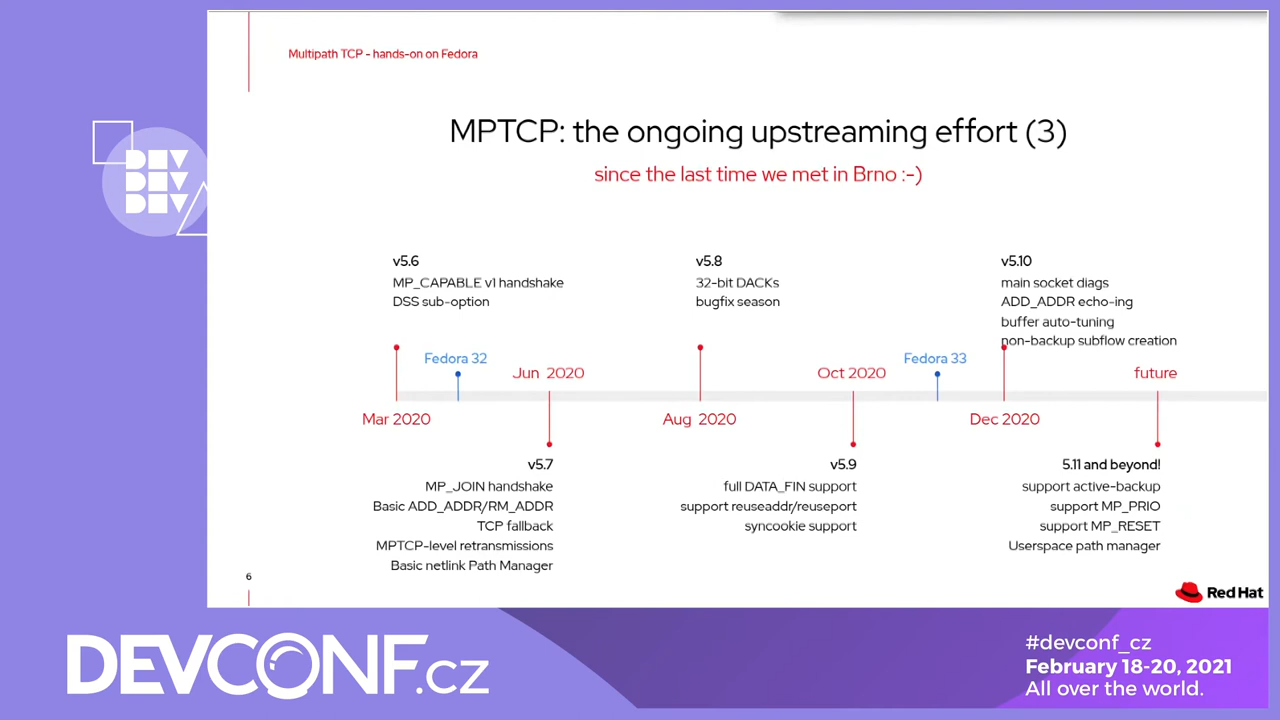 Multipath TCP - hands-on on Fedora
MPTCP: the ongoing upstreaming effort (3)
since the last time we met in Brno :-)
DEV
DEV
DEV
v5.6
MP_CAPABLE v1 handshake
DSS sub-option
v5.8
32-bit DACKs
bugfix season
v5.10
main socket diags
ADD_ADDR echo-ing
buffer auto-tuning
non-backup subflow creation
Fedora 32
Jun 2020
Oct 2020
Fedora 33
future
Mar 2020
Aug 2020
Dec 2020
v5.7
MP_JOIN handshake
Basic ADD_ADDR/RM_ADDR
TCP fallback
MPTCP-level retransmissions
Basic netlink Path Manager
v5.9
full DATA_FIN support
support reuseaddr/reuseport
syncookie support
5.11 and beyond!
support active-backup
support MP_PRIO
support MP_RESET
Userspace path manager
6
Red Hat
DEVCONF.cz
#devconf_cz
February 18-20, 2021
All over the world.